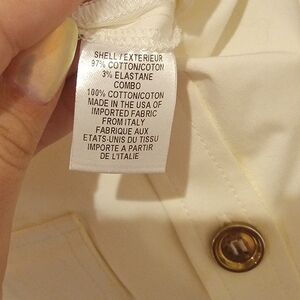 SHELL / EXTERIEUR
97% COTTON/COTON
3% ELASTANE
COMBO
100% COTTON/COTON
MADE IN THE USA OF
IMPORTED FABRIC
FROM ITALY
FABRIQUE AUX
ETATS-UNIS DU TISSU
IMPORTE A PARTIR
DE L'ITALIE